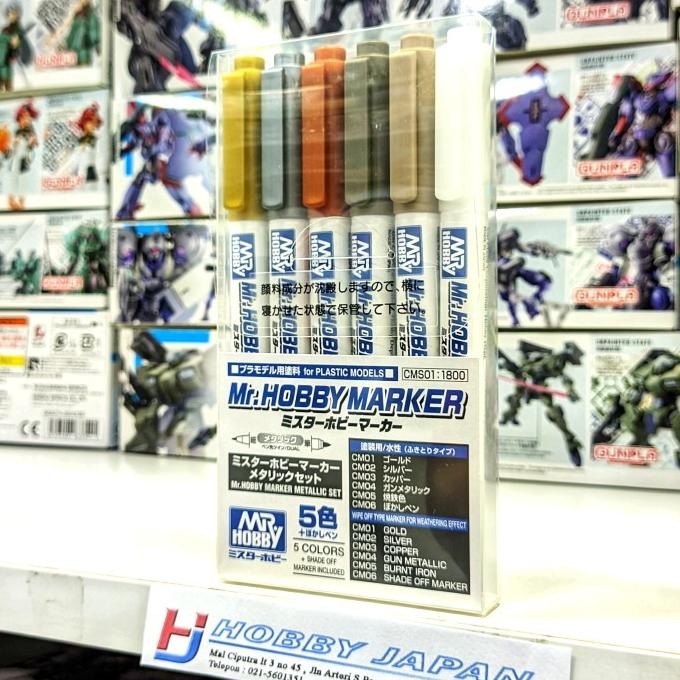 Mr HOBBY
Mr HOBBY
Mr HOBBY
Mr HOBBY
Mr HOBBY
Mr HOBBY
顔料成分が沈殿しますので、横に
寝かせた状態で保管して下さい。
■プラモデル用塗料 for PLASTIC MODELS■
CMS01:1800
Mr.HOBBY MARKER
ミスターホビーマーカー
メタリック
ミスターホビーマーカー
メタリックセット
Mr.HOBBY MARKER METALLIC SET
Mr HOBBY
ミスターホビー
5色
+ぼかしペン
5 COLORS
+ SHADE OFF
MARKER INCLUDED
塗装用/水性 (ふきとりタイプ)
CM01 ゴールド
CM02 シルバー
CM03 カッパー
CM04 ガンメタリック
CM05 焼鉄色
CM06 ぼかしペン
WIPE OFF TYPE MARKER FOR WEATHERING EFFECT
CM01 GOLD
CM02 SILVER
CM03 COPPER
CM04 GUN METALLIC
CM05 BURNT IRON
CM06 SHADE OFF MARKER
HJ HOBBY JAPAN
Mal Ciputra lt 3 no 45 , Jln Arteri S
Telepon : 021-5601351
GUNPLA
GUNPLA
GUNPLA
GUNPLA